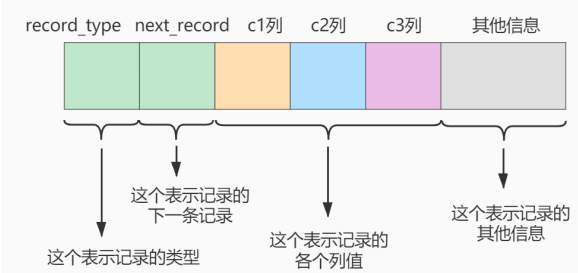 record_type next_record c1列 c2列 c3列 其他信息
这个表示记录的
下一条记录
这个表示记录的类型
这个表示记录的
各个列值
这个表示记录的
其他信息